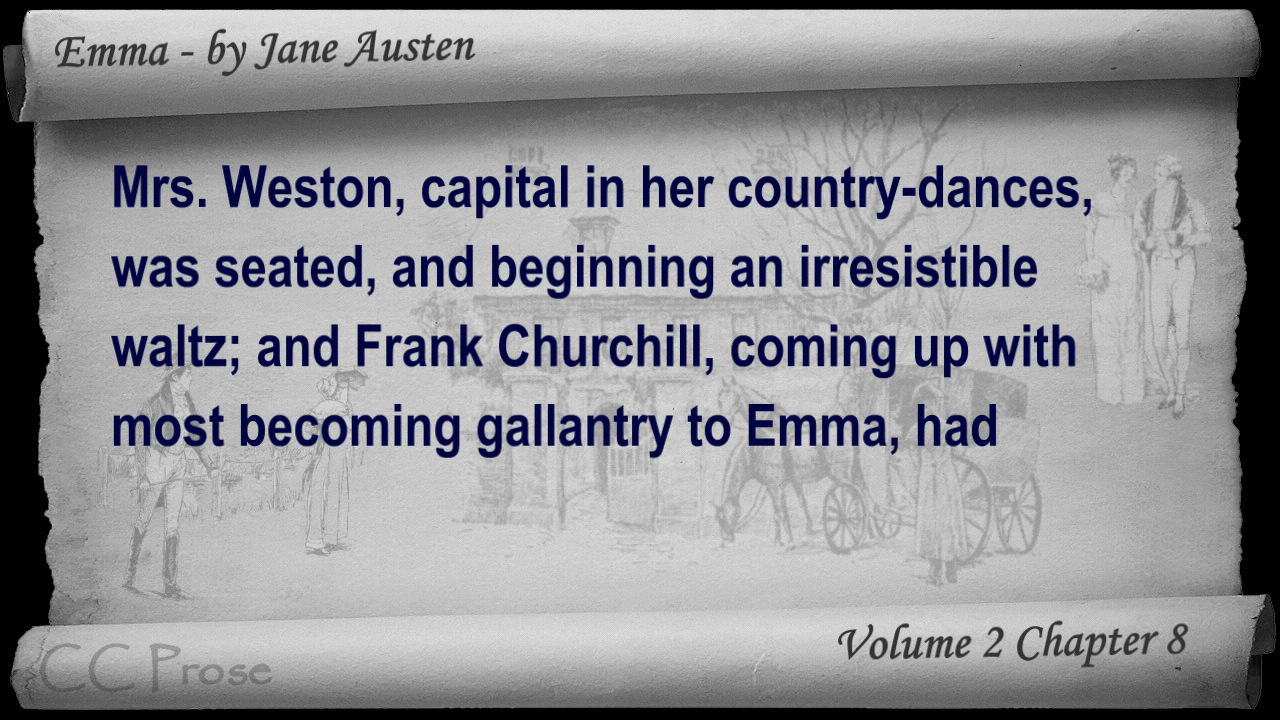 Emma - by Jane Austen
Mrs. Weston, capital in her country-dances,
was seated, and beginning an irresistible
waltz; and Frank Churchill, coming up with
most becoming gallantry to Emma, had
Volume 2 Chapter 8
CC Prose